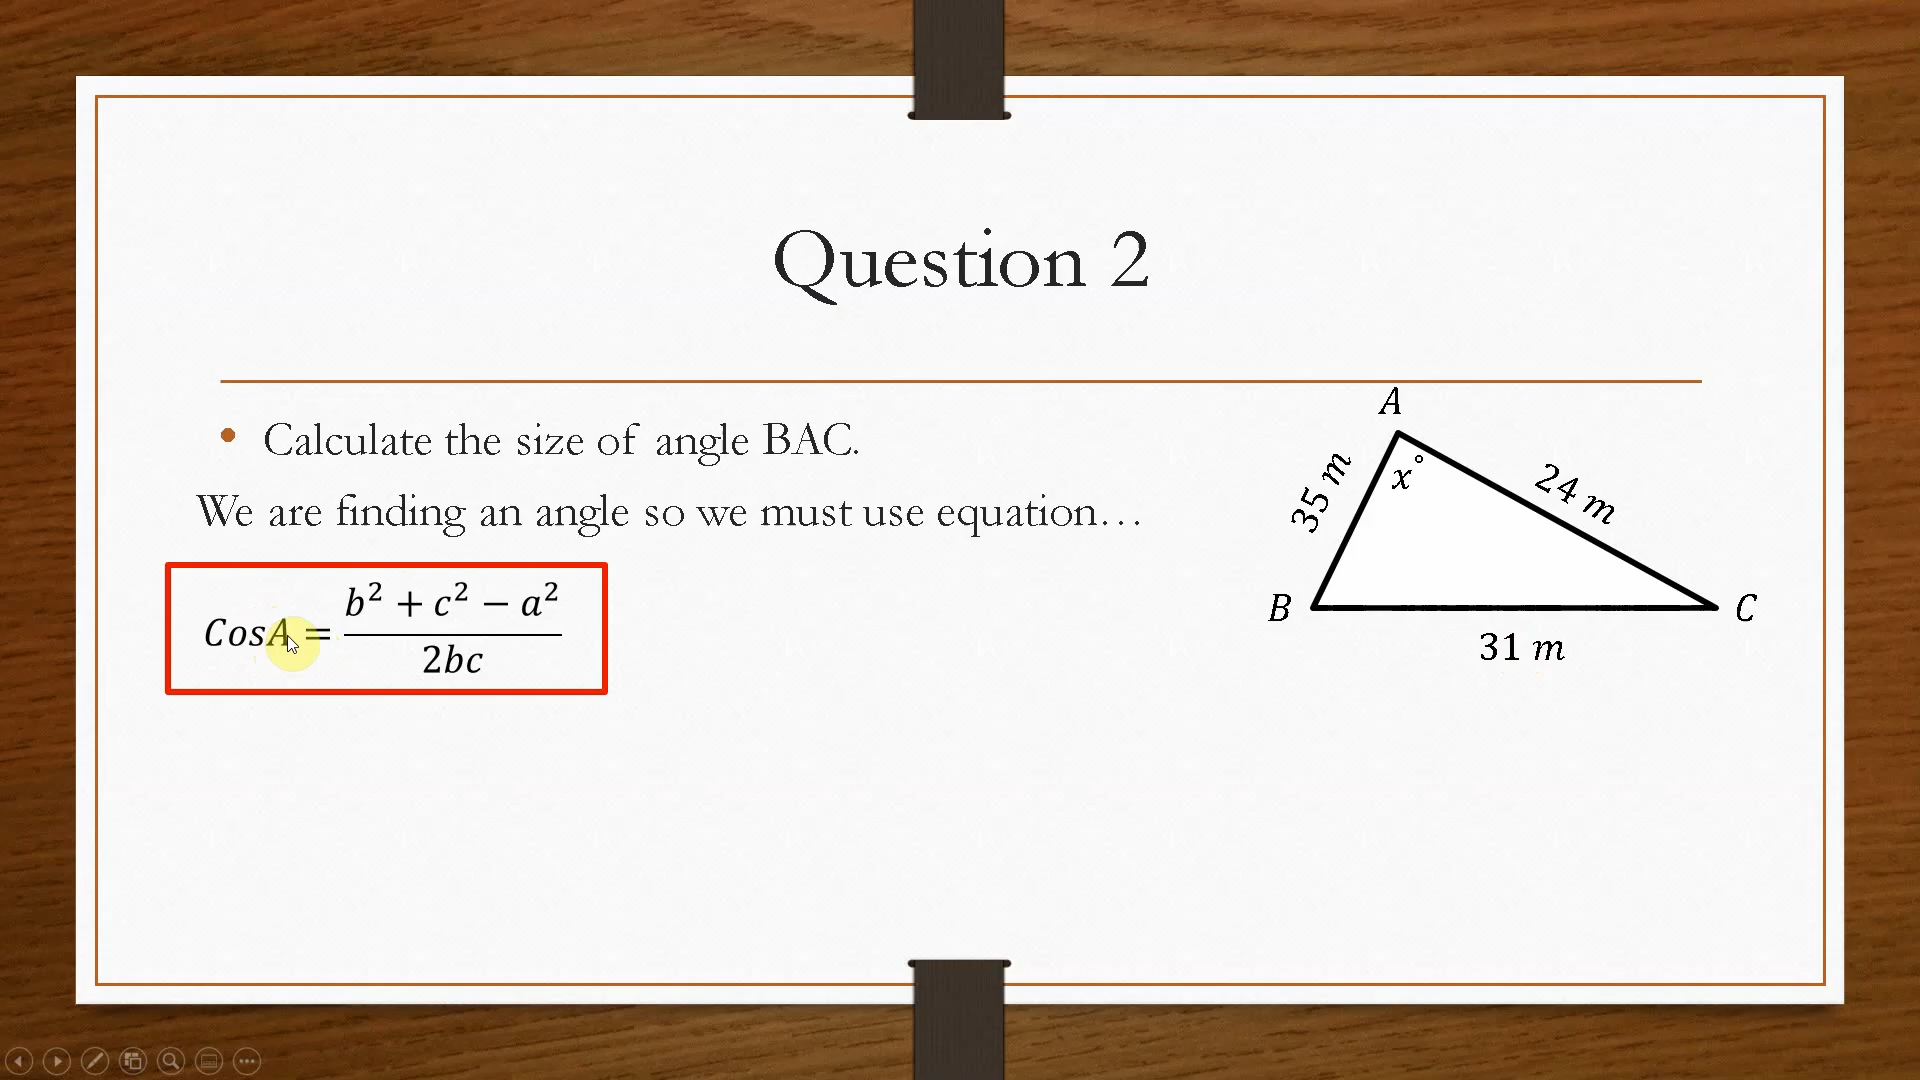 Question 2
• Calculate the size of angle BAC.
We are finding an angle so we must use equation…
CosA = \frac{b² + c² − a²}{2bc}
A
x°
35 m
24 m
B
C
31 m